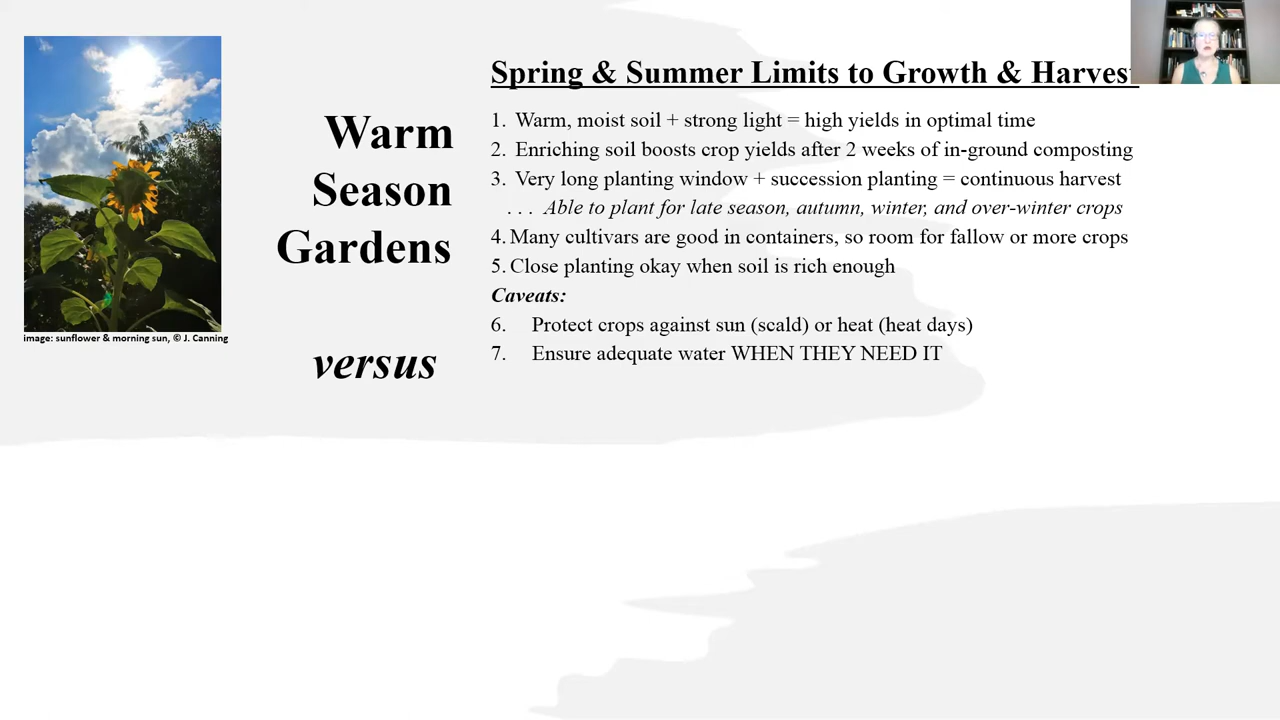 Warm
Season
Gardens
versus
image: sunflower & morning sun, © J. Canning
Spring & Summer Limits to Growth & Harvest
1. Warm, moist soil + strong light = high yields in optimal time
2. Enriching soil boosts crop yields after 2 weeks of in-ground composting
3. Very long planting window + succession planting = continuous harvest
. . . Able to plant for late season, autumn, winter, and over-winter crops
4. Many cultivars are good in containers, so room for fallow or more crops
5. Close planting okay when soil is rich enough
Caveats:
6. Protect crops against sun (scald) or heat (heat days)
7. Ensure adequate water WHEN THEY NEED IT